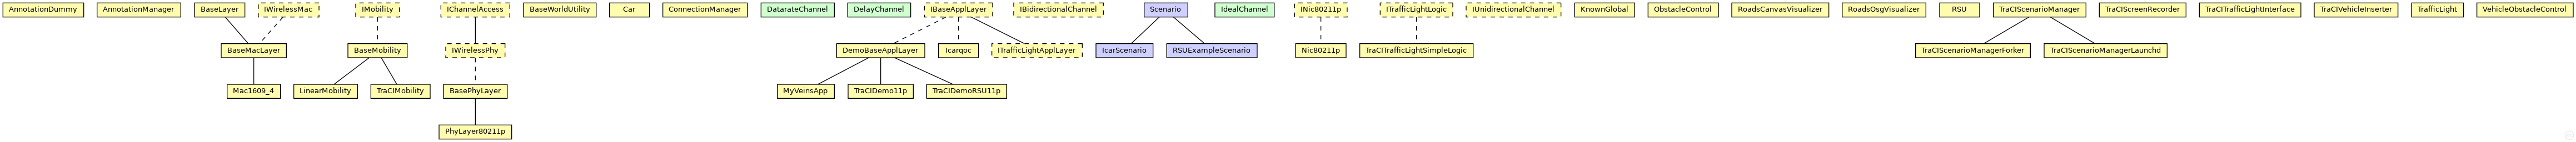 AnnotationDummy
AnnotationManager
BaseLayer
IWirelessMac
IMobility
IChannelAccess
BaseWorldUtility
Car
ConnectionManager
DatarateChannel
DelayChannel
IBaseApplLayer
IBidirectionalChannel
Scenario
IdealChannel
INic80211p
ITrafficLightLogic
IUnidirectionalChannel
KnownGlobal
ObstacleControl
RoadsCanvasVisualizer
RoadsOsgVisualizer
RSU
TraCIScenarioManager
TraCIScreenRecorder
TraCITrafficLightInterface
TraCIVehicleInserter
TrafficLight
VehicleObstacleControl
BaseMacLayer
BaseMobility
IWirelessPhy
DemoBaseApplLayer
Icarqoc
ITrafficLightApplLayer
IcarScenario
RSUExampleScenario
Nic80211p
TraCITrafficLightSimpleLogic
TraCIScenarioManagerForker
TraCIScenarioManagerLaunchd
Mac1609_4
LinearMobility
TraCIMobility
BasePhyLayer
MyVeinsApp
TraCIDemo11p
TraCIDemoRSU11p
PhyLayer80211p